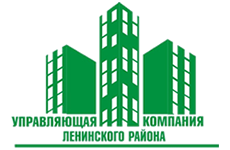 УПРАВЛЯЮЩАЯ КОМПАНИЯ
ЛЕНИНСКОГО РАЙОНА